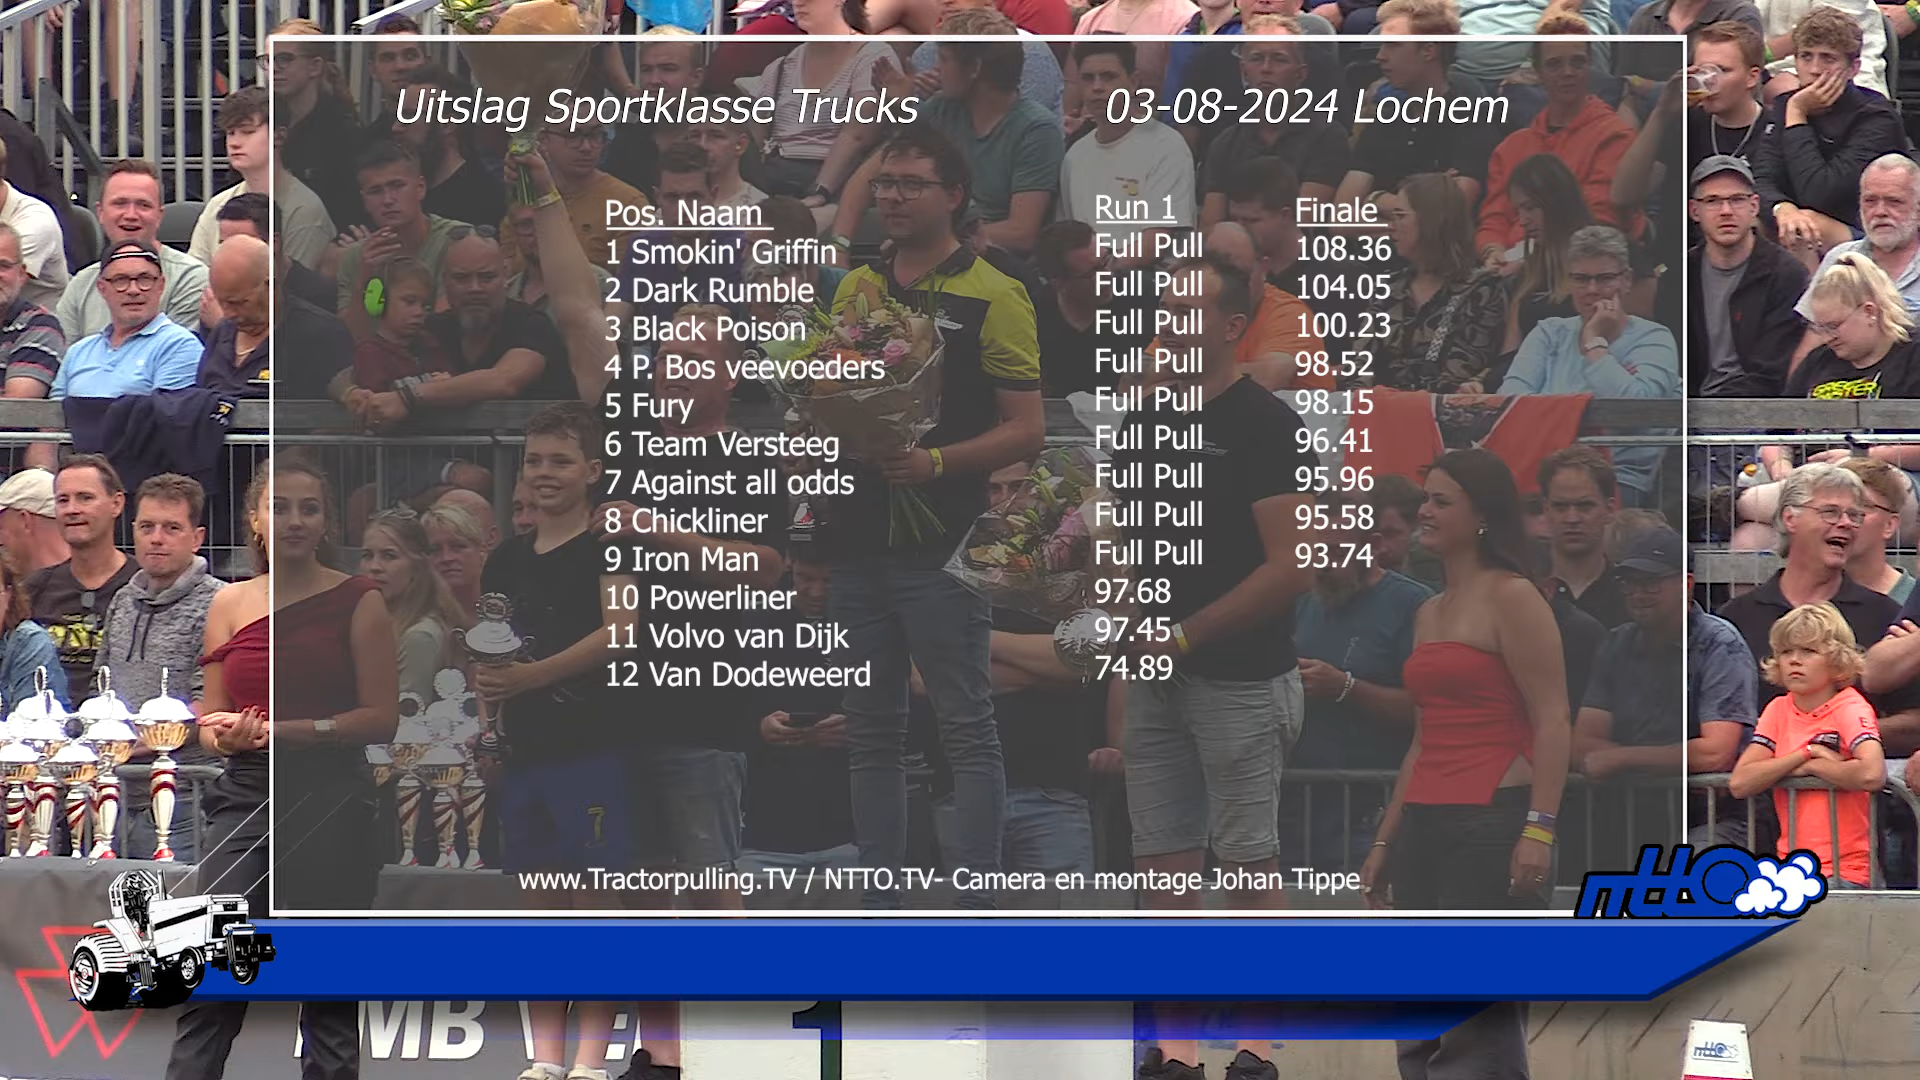 Uitslag Sportklasse Trucks 03-08-2024 Lochem
Pos. Naam Run 1 Finale
1 Smokin' Griffin Full Pull 108.36
2 Dark Rumble Full Pull 104.05
3 Black Poison Full Pull 100.23
4 P. Bos veevoeders Full Pull 98.52
5 Fury Full Pull 98.15
6 Team Versteeg Full Pull 96.41
7 Against all odds Full Pull 95.96
8 Chickliner Full Pull 95.58
9 Iron Man Full Pull 93.74
10 Powerliner 97.68
11 Volvo van Dijk 97.45
12 Van Dodeweerd 74.89
www.Tractorpulling.TV / NTTO.TV- Camera en montage Johan Tippe
ntto
MB
1
ntto